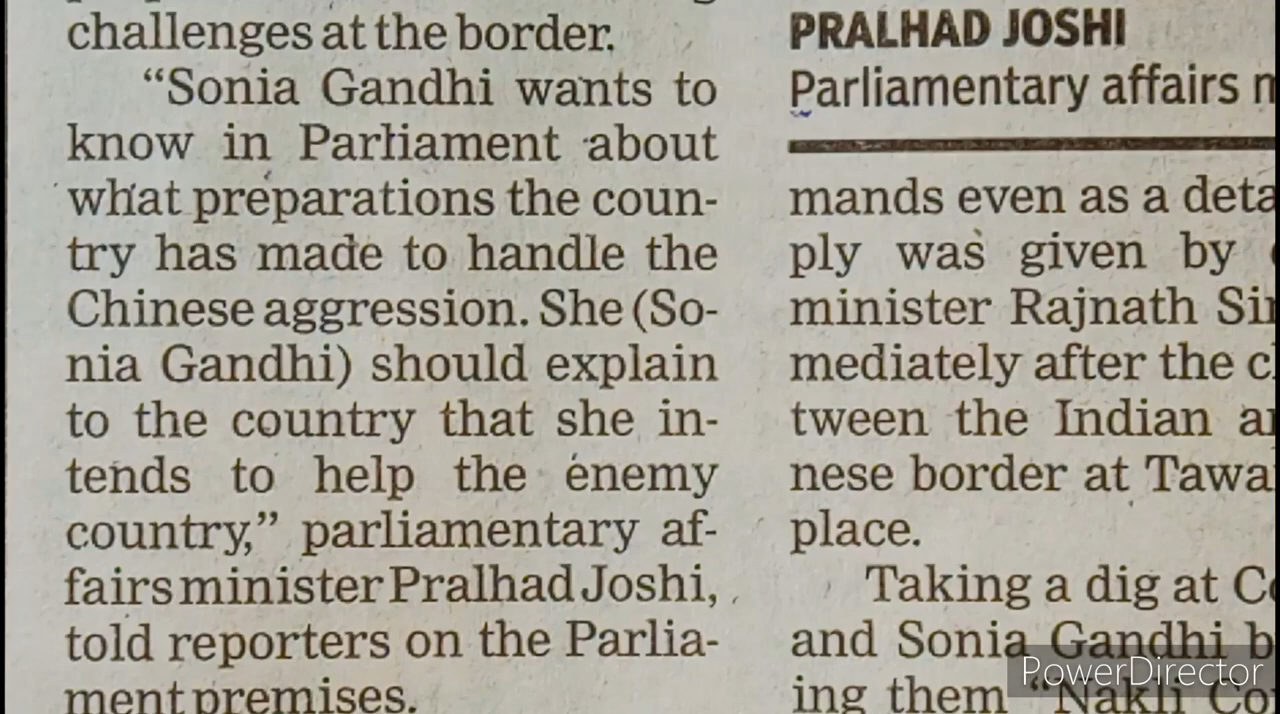 challenges at the border.
“Sonia Gandhi wants to
know in Parliament about
what preparations the coun-
try has made to handle the
Chinese aggression. She (So-
nia Gandhi) should explain
to the country that she in-
tends to help the enemy
country,” parliamentary af-
fairs minister Pralhad Joshi,
told reporters on the Parlia-
ment premises.
PRALHAD JOSHI
Parliamentary affairs
mands even as a
ply was given by
minister Rajnath
mediately after the
tween the Indian
nese border at
place.
Taking a dig at
and Sonia Gandhi
ing them “Nakli
PowerDirector